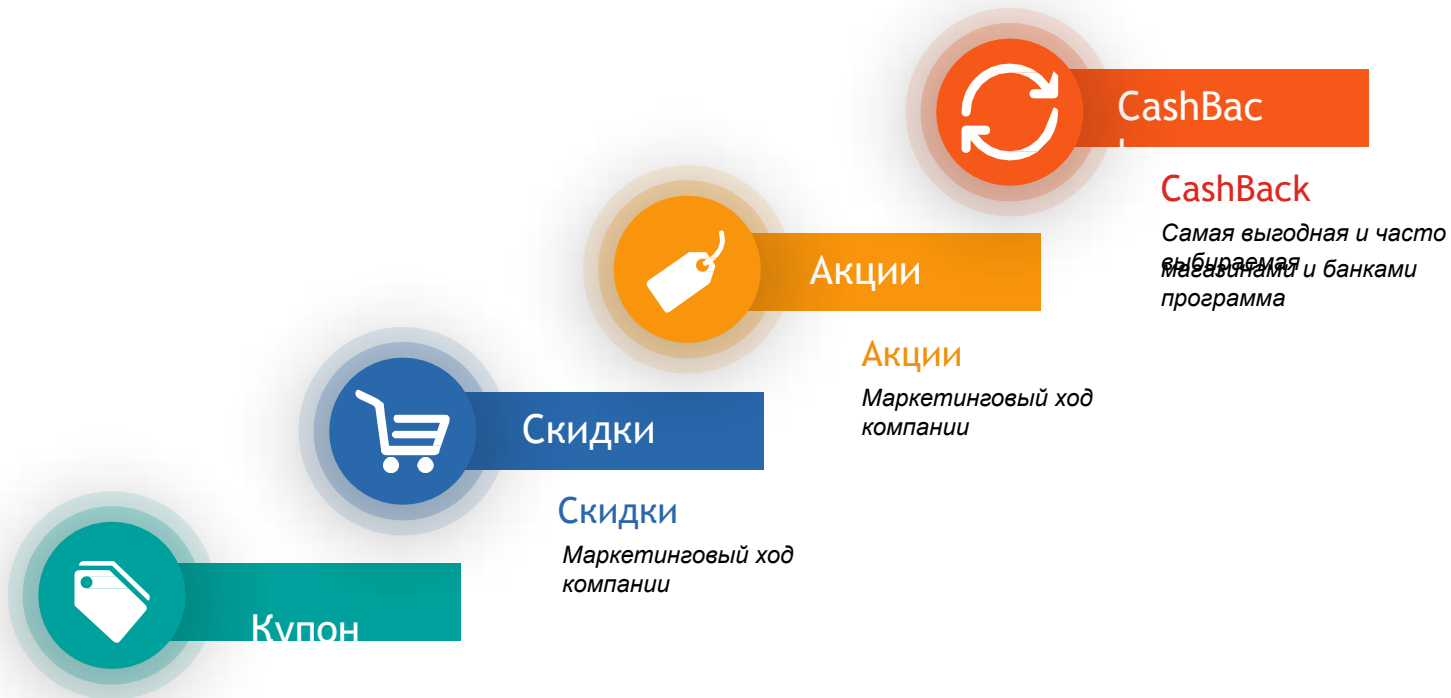 CashBac
CashBack
Самая выгодная и часто
выбираемая
магазинами и банками
программа
Акции
Акции
Маркетинговый ход
компании
Скидки
Скидки
Маркетинговый ход
компании
Купон